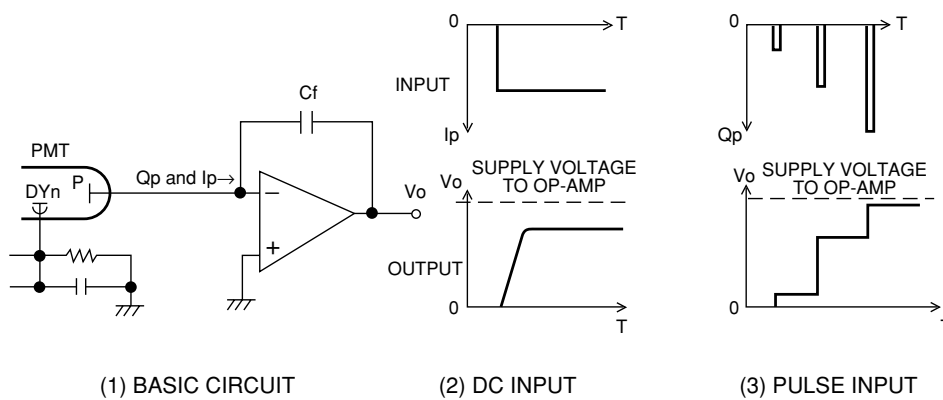 PMT
DYn
P
Qp and Ip→
Cf
−
+
Vo
(1) BASIC CIRCUIT
0
T
INPUT
Ip
SUPPLY VOLTAGE
TO OP-AMP
Vo
OUTPUT
0
T
(2) DC INPUT
0
T
Qp
SUPPLY VOLTAGE
TO OP-AMP
Vo
0
(3) PULSE INPUT